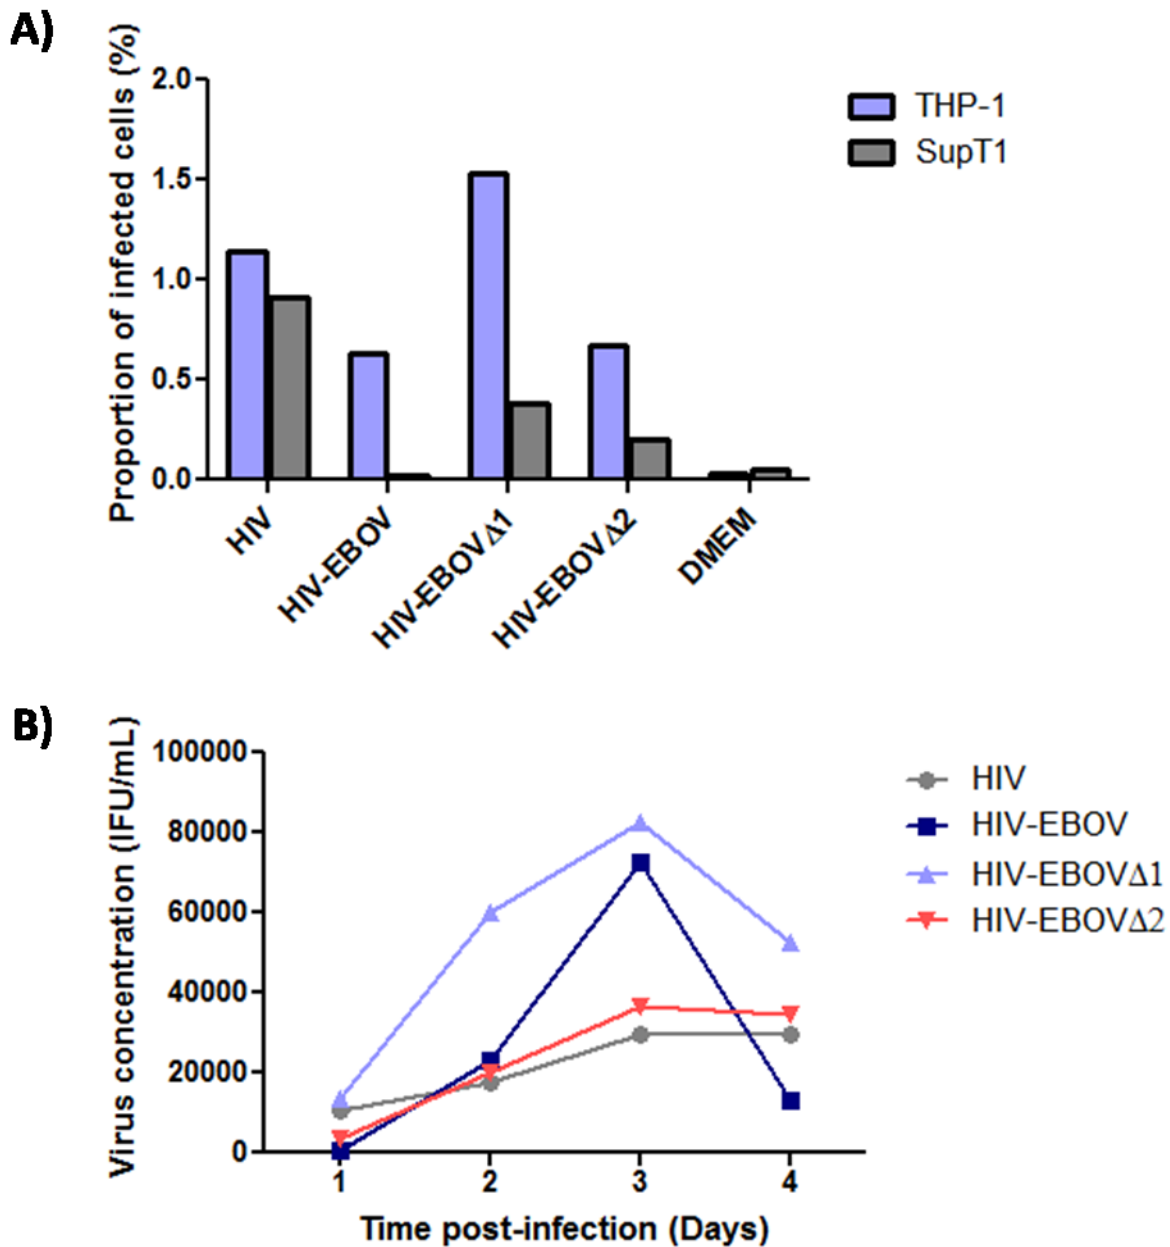 A)
Proportion of infected cells (%)
2.0
1.5
1.0
0.5
0.0
HIV
HIV-EBOV
HIV-EBOVΔ1
HIV-EBOVΔ2
DMEM
THP-1
SupT1
B)
Virus concentration (IFU/mL)
100000
80000
60000
40000
20000
0
1
2
3
4
Time post-infection (Days)
HIV
HIV-EBOV
HIV-EBOVΔ1
HIV-EBOVΔ2